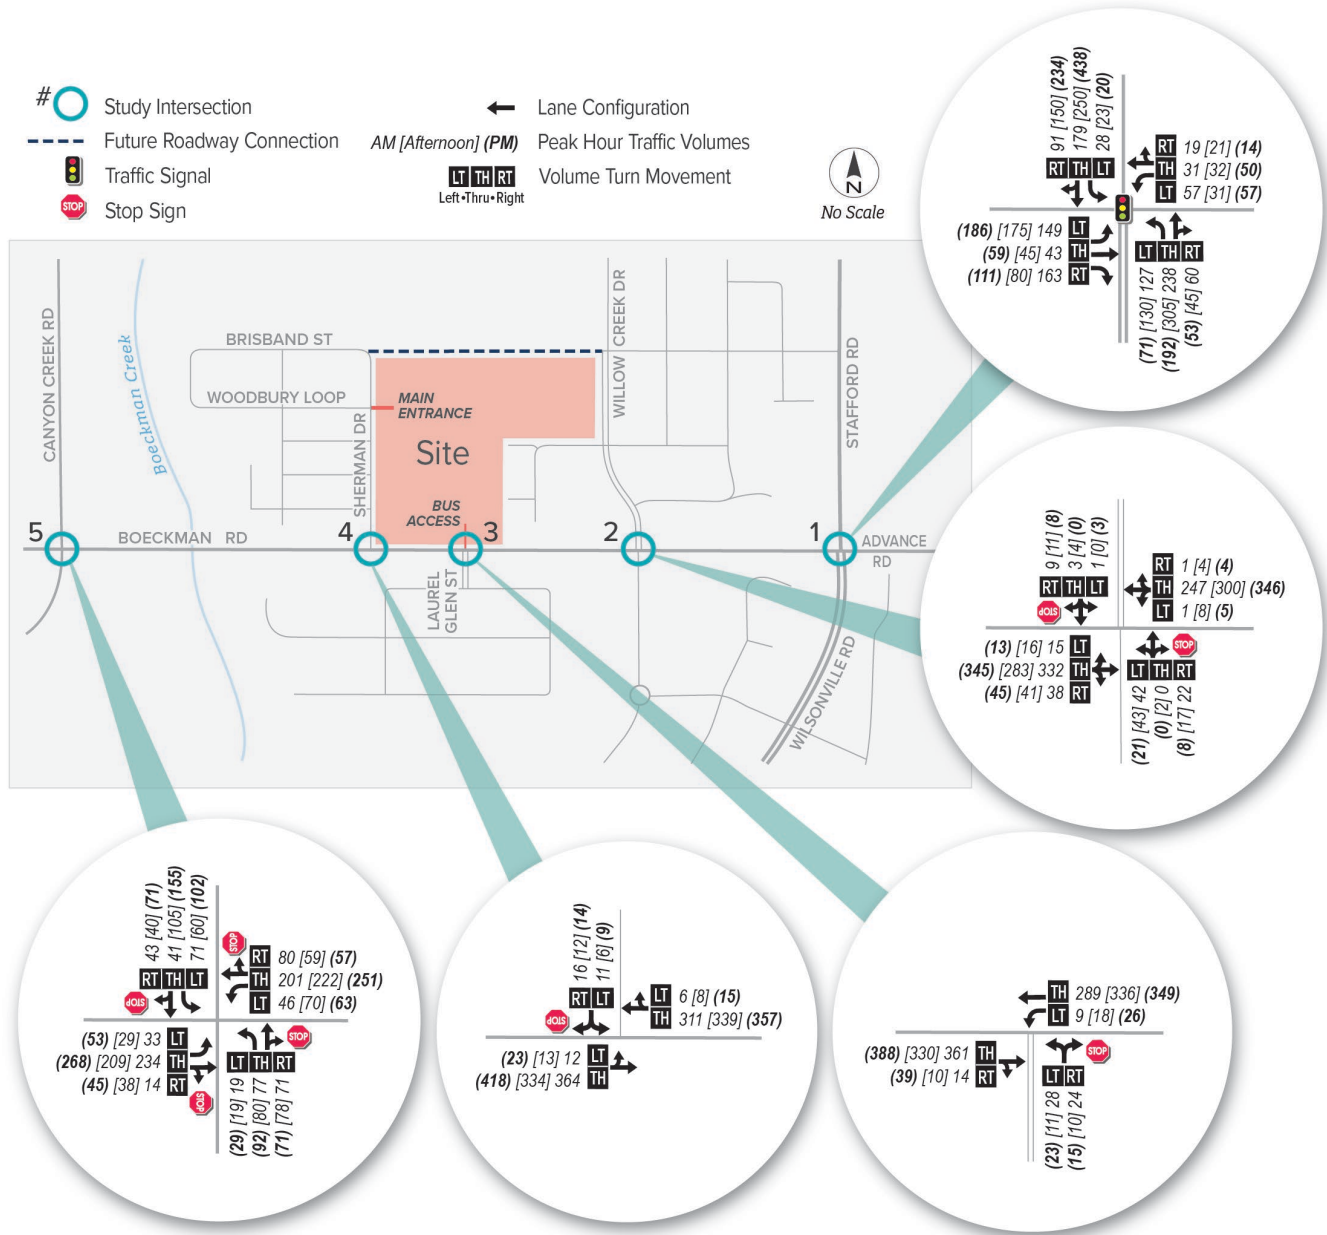 #
Study Intersection
Future Roadway Connection
Traffic Signal
STOP
Stop Sign
Lane Configuration
AM [Afternoon] (PM)
Peak Hour Traffic Volumes
LT TH RT
Volume Turn Movement
Left•Thru•Right
N
No Scale
CANYON CREEK RD
Boeckman Creek
BRISBAND ST
WOODBURY LOOP
SHERMAN DR
MAIN
ENTRANCE
Site
BUS
ACCESS
WILLOW
CREEK DR
STAFFORD RD
5
BOECKMAN RD
4
3
2
1
ADVANCE
RD
LAUREL
GLEN ST
WILSONVILLE RD
91 [150] (234)
179 [250] (438)
28 [23] (20)
RT TH LT
RT 19 [21] (14)
TH 31 [32] (50)
LT 57 [31] (57)
(186) [175] 149 LT
(59) [45] 43 TH
(111) [80] 163 RT
LT TH RT
(71) [130] 127
(192) [305] 238
(53) [45] 60
9 [11] (8)
3 [4] (0)
1 [0] (3)
RT TH LT
STOP
RT 1 [4] (4)
TH 247 [300] (346)
LT 1 [8] (5)
(13) [16] 15 LT
(345) [283] 332 TH
(45) [41] 38 RT
STOP
LT TH RT
(21) [43] 42
(0) [2] 0
(8) [17] 22
43 [40] (71)
41 [105] (155)
71 [60] (102)
RT TH LT
STOP
STOP
RT 80 [59] (57)
TH 201 [222] (251)
LT 46 [70] (63)
(53) [29] 33 LT
(268) [209] 234 TH
(45) [38] 14 RT
STOP
STOP
LT TH RT
(29) [19] 19
(92) [80] 77
(71) [78] 71
16 [12] (14)
11 [6] (9)
RT LT
STOP
LT 6 [8] (15)
TH 311 [339] (357)
(23) [13] 12 LT
(418) [334] 364 TH
TH 289 [336] (349)
LT 9 [18] (26)
(388) [330] 361 TH
(39) [10] 14 RT
STOP
LT RT
(23) [11] 28
(15) [10] 24